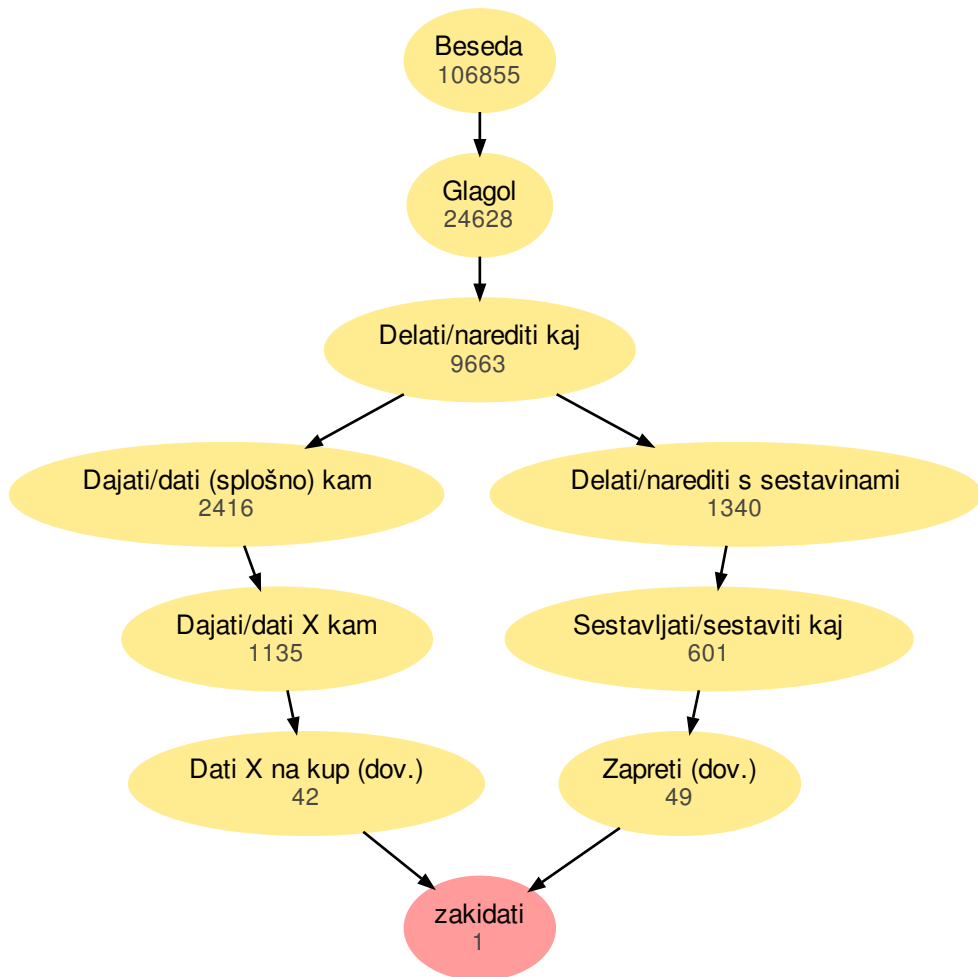 Beseda
106855
Glagol
24628
Delati/narediti kaj
9663
Dajati/dati (splošno) kam
2416
Delati/narediti s sestavinami
1340
Dajati/dati X kam
1135
Sestavljati/sestaviti kaj
601
Dati X na kup (dov.)
42
Zapreti (dov.)
49
zakidati
1